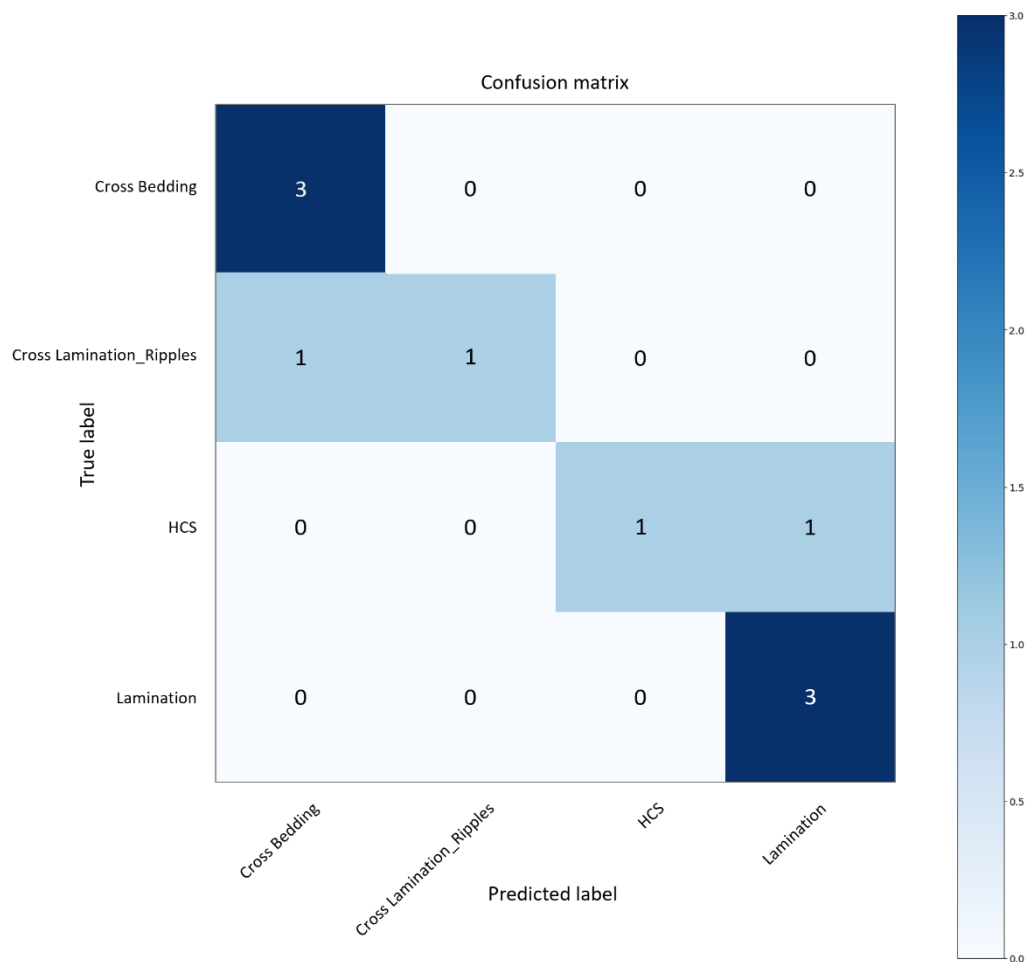 Confusion matrix
Cross Bedding
3 0 0 0
Cross Lamination_Ripples
1 1 0 0
HCS
0 0 1 1
Lamination
0 0 0 3
True label
Cross Bedding
Cross Lamination_Ripples
HCS
Lamination
Predicted label
3.0
2.5
2.0
1.5
1.0
0.5
0.0